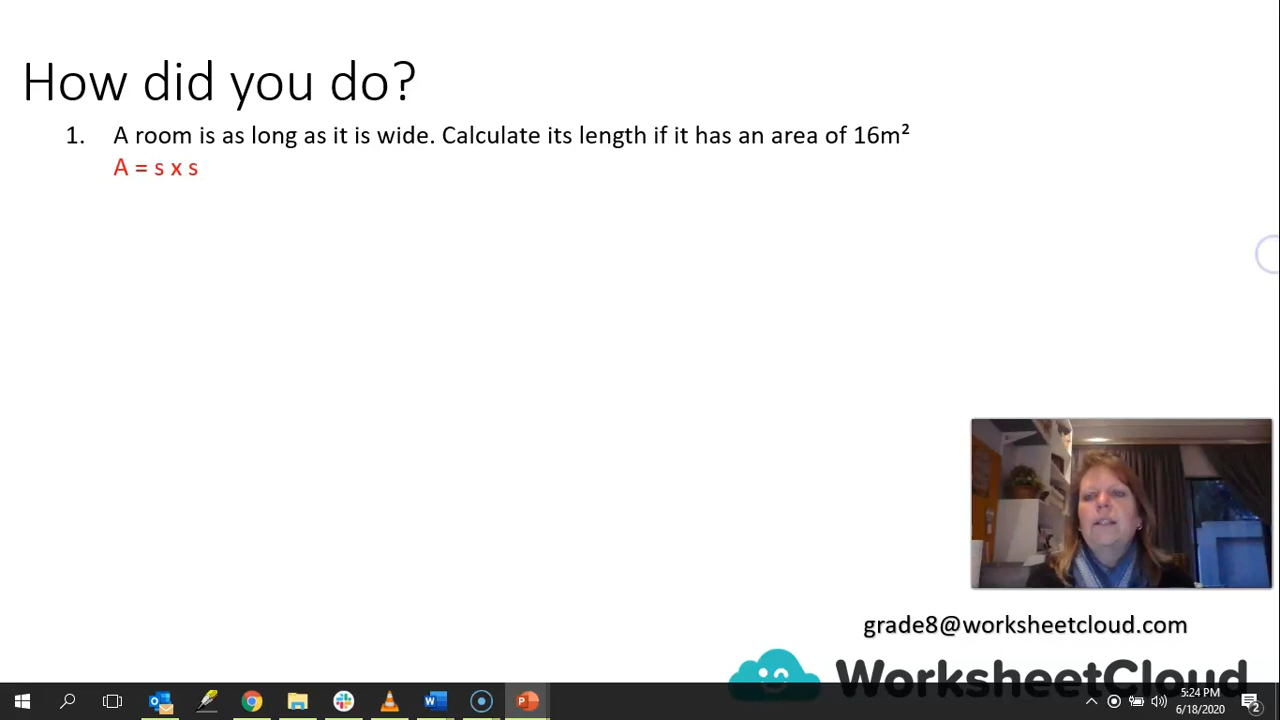 How did you do?
1. A room is as long as it is wide. Calculate its length if it has an area of 16m²
A = s x s
grade8@worksheetcloud.com
WorksheetCloud
5:24 PM
6/18/2020
2